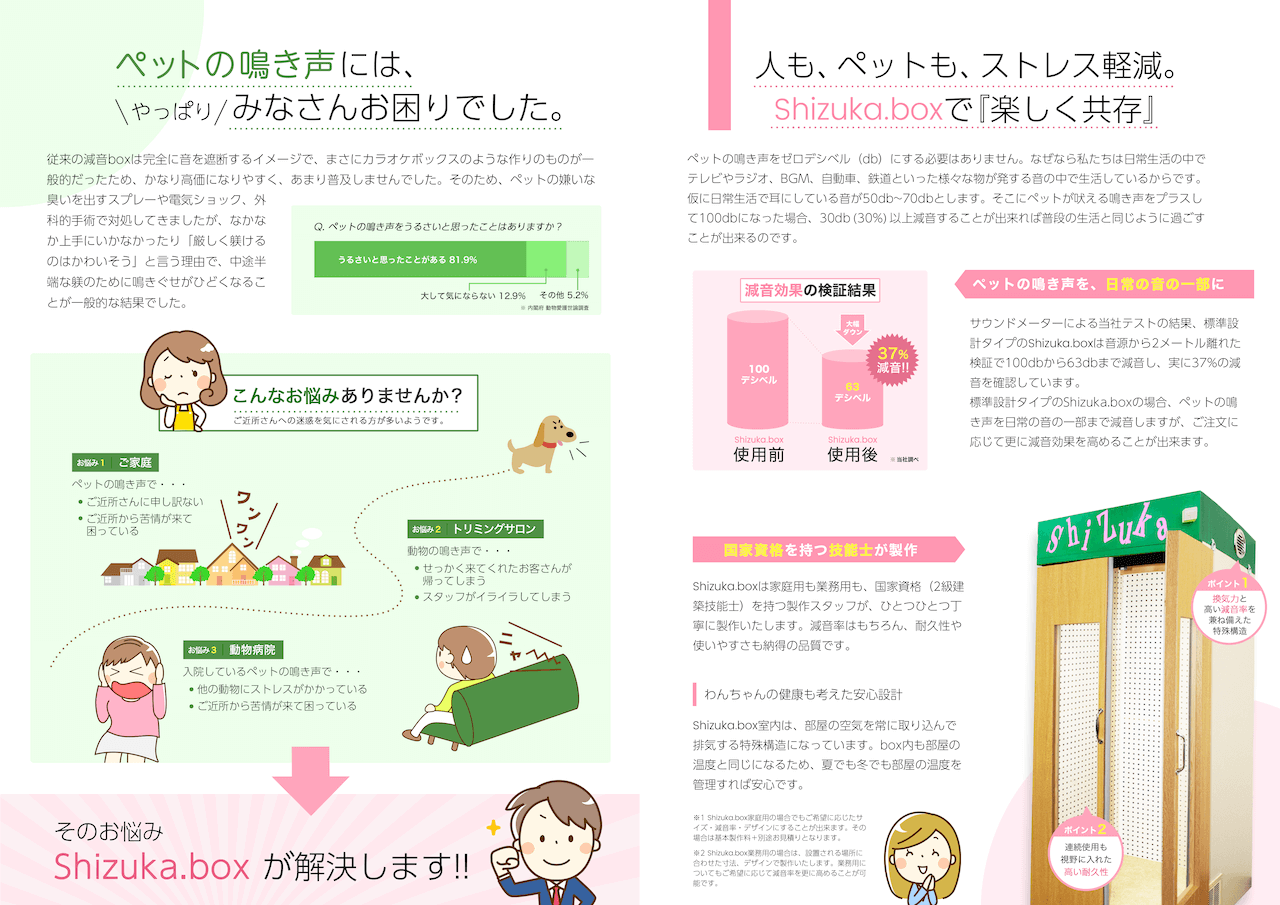 ペットの鳴き声には、
\やっぱり/みなさんお困りでした。
従来の減音boxは完全に音を遮断するイメージで、まさにカラオケボックスのような作りのものが一
般的だったため、かなり高価になりやすく、あまり普及しませんでした。そのため、ペットの嫌いな
臭いを出すスプレーや電気ショック、外
科的手術で対処してきましたが、なかな
か上手にいかなかったり「厳しく躾ける
のはかわいそう」と言う理由で、中途半
端な躾のために鳴きぐせがひどくなるこ
とが一般的な結果でした。
Q. ペットの鳴き声をうるさいと思ったことはありますか？
うるさいと思ったことがある 81.9%
大して気にならない 12.9%
その他 5.2%
※ 内閣府 動物愛護世論調査
こんなお悩みありませんか？
ご近所さんへの迷惑を気にされる方が多いようです。
お悩み1 ご家庭
ペットの鳴き声で・・・
● ご近所さんに申し訳ない
● ご近所から苦情が来て
困っている
ワンワン
お悩み2 トリミングサロン
動物の鳴き声で・・・
● せっかく来てくれたお客さんが
帰ってしまう
● スタッフがイライラしてしまう
お悩み3 動物病院
入院しているペットの鳴き声で・・・
● 他の動物にストレスがかかっている
● ご近所から苦情が来て困っている
ニャ〜
そのお悩み
Shizuka.box が解決します!!
人も、ペットも、ストレス軽減。
Shizuka.boxで『楽しく共存』
ペットの鳴き声をゼロデシベル（db）にする必要はありません。なぜなら私たちは日常生活の中で
テレビやラジオ、BGM、自動車、鉄道といった様々な物が発する音の中で生活しているからです。
仮に日常生活で耳にしている音が50db~70dbとします。そこにペットが吠える鳴き声をプラスし
て100dbになった場合、30db (30%) 以上減音することが出来れば普段の生活と同じように過ごす
ことが出来るのです。
減音効果の検証結果
大幅
ダウン
37%
減音!!
100
デシベル
63
デシベル
Shizuka.box
使用前
Shizuka.box
使用後
※ 当社調べ
ペットの鳴き声を、日常の音の一部に
サウンドメーターによる当社テストの結果、標準設
計タイプのShizuka.boxは音源から2メートル離れた
検証で100dbから63dbまで減音し、実に37%の減
音を確認しています。
標準設計タイプのShizuka.boxの場合、ペットの鳴
き声を日常の音の一部まで減音しますが、ご注文に
応じて更に減音効果を高めることが出来ます。
国家資格を持つ技能士が製作
Shizuka.boxは家庭用も業務用も、国家資格（2級建
築技能士）を持つ製作スタッフが、ひとつひとつ丁
寧に製作いたします。減音率はもちろん、耐久性や
使いやすさも納得の品質です。
わんちゃんの健康も考えた安心設計
Shizuka.box室内は、部屋の空気を常に取り込んで
排気する特殊構造になっています。box内も部屋の
温度と同じになるため、夏でも冬でも部屋の温度を
管理すれば安心です。
※1 Shizuka.box家庭用の場合でもご希望に応じたサ
イズ・減音率・デザインにすることが出来ます。その
場合は基本製作料＋別途お見積りとなります。
※2 Shizuka.box業務用の場合は、設置される場所に
合わせた寸法、デザインで製作いたします。業務用に
ついてもご希望に応じて減音率を更に高めることが可
能です。
Shizuka
ポイント1
換気力と
高い減音率を
兼ね備えた
特殊構造
ポイント2
連続使用も
視野に入れた
高い耐久性